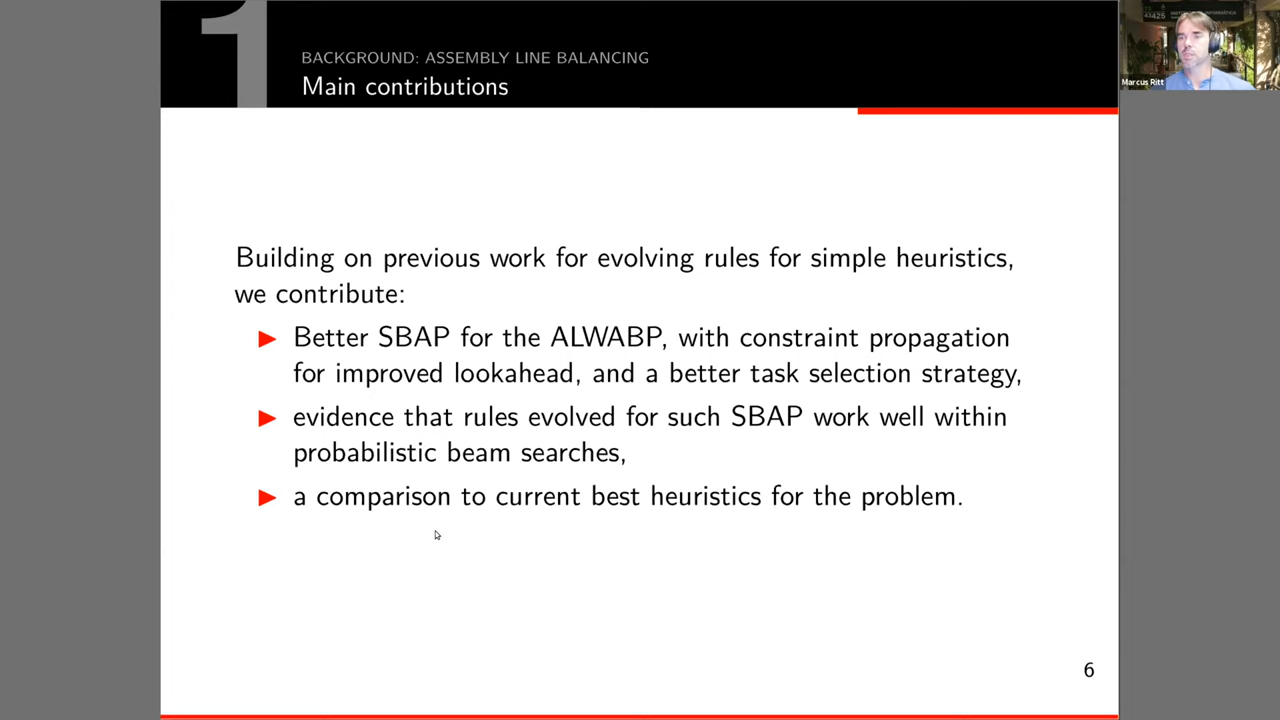 1
BACKGROUND: ASSEMBLY LINE BALANCING
Main contributions
Marcus Ritt
Building on previous work for evolving rules for simple heuristics,
we contribute:
▶ Better SBAP for the ALWABP, with constraint propagation
for improved lookahead, and a better task selection strategy,
▶ evidence that rules evolved for such SBAP work well within
probabilistic beam searches,
▶ a comparison to current best heuristics for the problem.
6